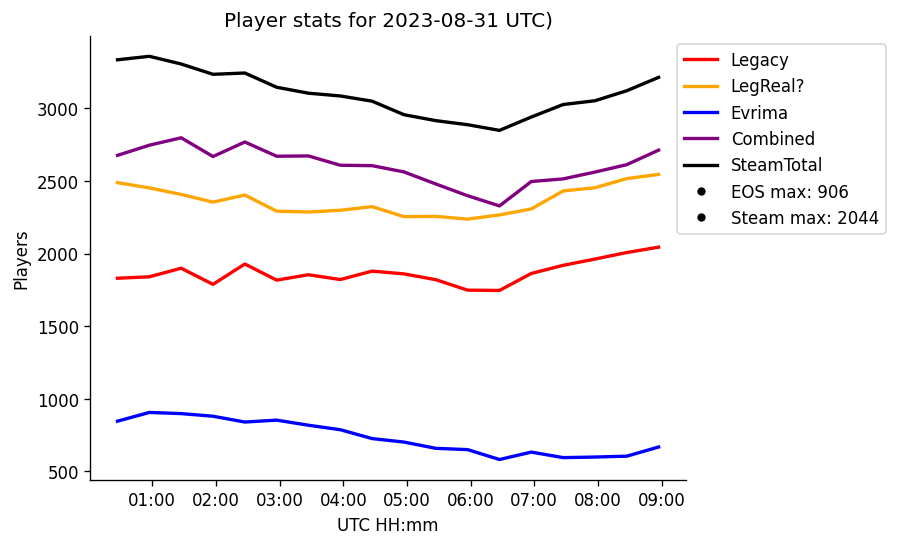 Player stats for 2023-08-31 UTC)
Legacy
LegReal?
Evrima
Combined
SteamTotal
EOS max: 906
Steam max: 2044
Players
3000
2500
2000
1500
1000
500
01:00 02:00 03:00 04:00 05:00 06:00 07:00 08:00 09:00
UTC HH:mm